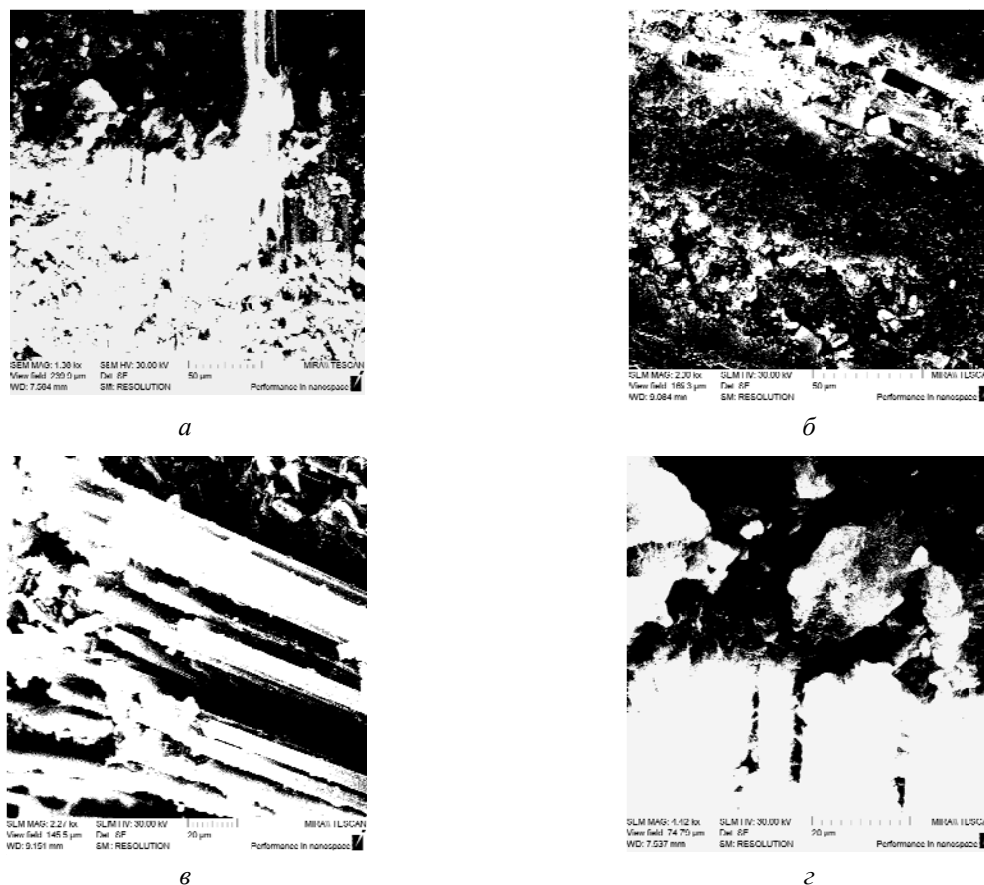 SEM MAG: 1.38 kx SEM HV: 30.00 kV MIRA\\ TESCAN
View field: 239.9 µm Det: SE 50 µm
WD: 7.584 mm SM: RESOLUTION Performance in nanospace
а
SEM MAG: 2.00 kx SEM HV: 30.00 kV MIRA\\ TESCA
View field: 169.3 µm Det: SE 50 µm
WD: 9.084 mm SM: RESOLUTION Performance in nanospace
б
SEM MAG: 2.27 kx SEM HV: 30.00 kV MIRA\\ TESCAN
View field: 145.5 µm Det: SE 20 µm
WD: 9.151 mm SM: RESOLUTION Performance in nanospace
в
SEM MAG: 4.42 kx SEM HV: 30.00 kV MIRA\\ TESCAN
View field: 74.79 µm Det: SE 20 µm
WD: 7.537 mm SM: RESOLUTION Performance in nanospace
г